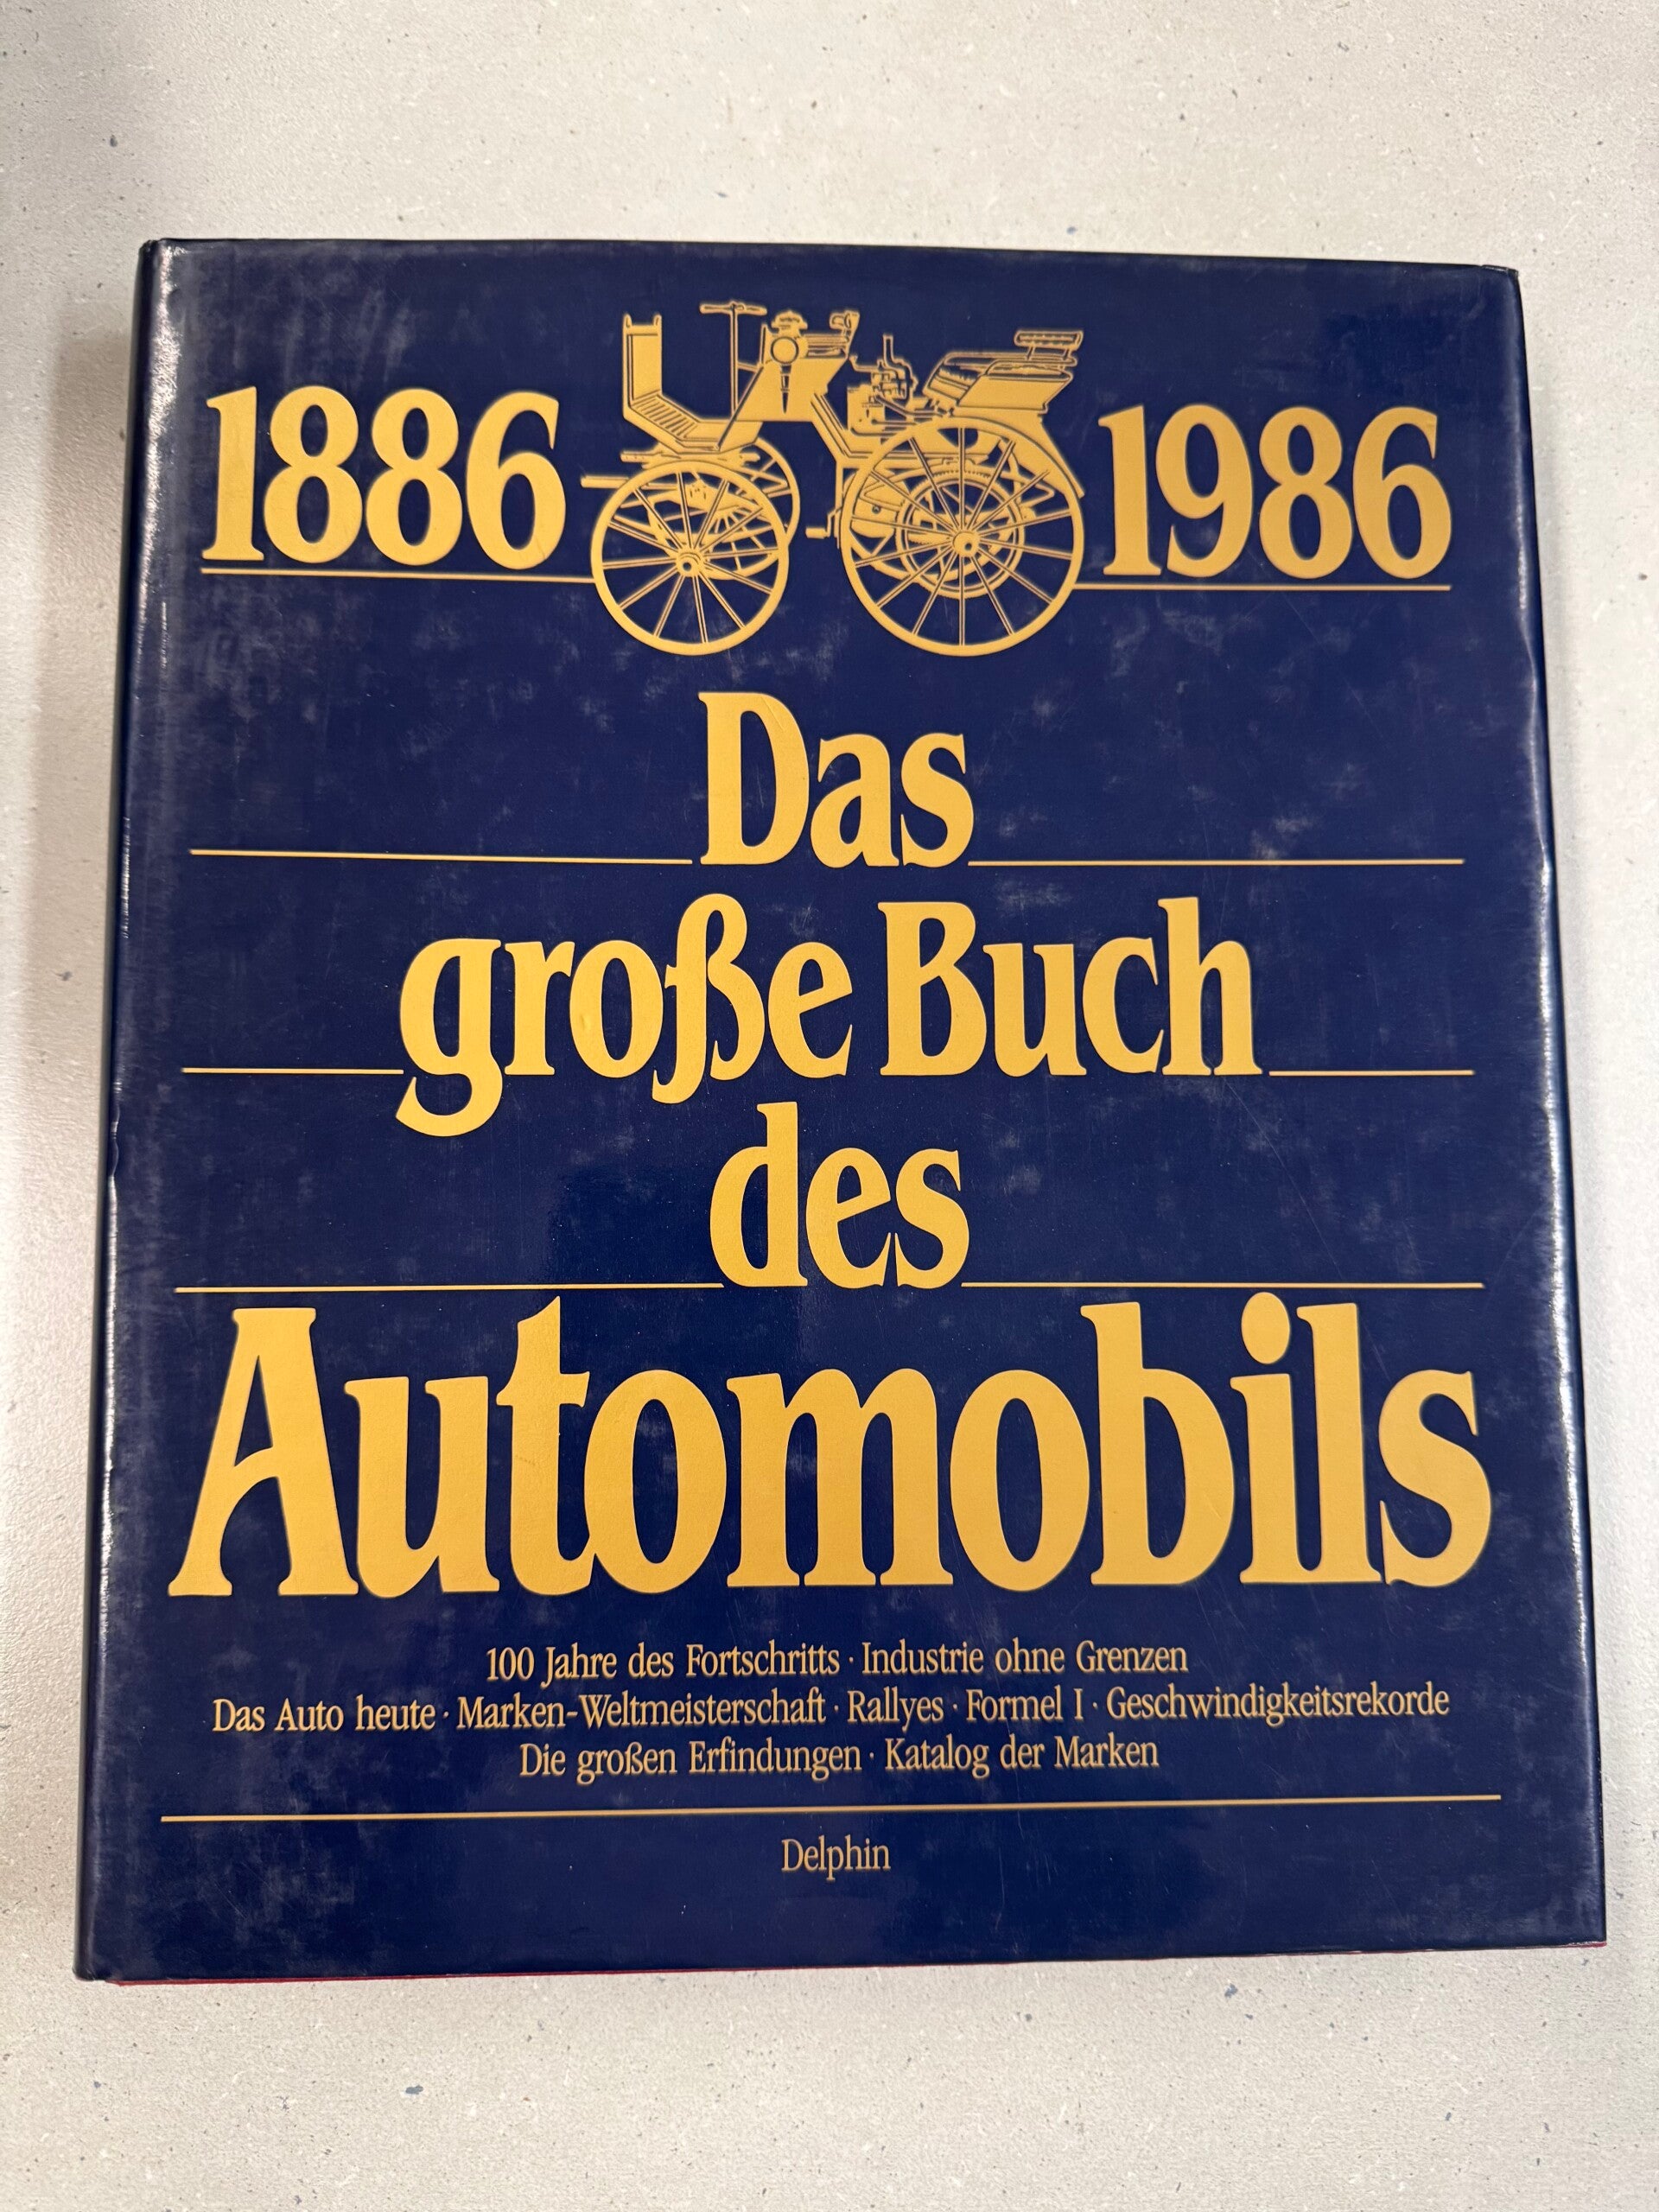 1886 1986
Das
große Buch
des
Automobils
100 Jahre des Fortschritts · Industrie ohne Grenzen
Das Auto heute · Marken-Weltmeisterschaft · Rallyes · Formel I · Geschwindigkeitsrekorde
Die großen Erfindungen · Katalog der Marken
Delphin